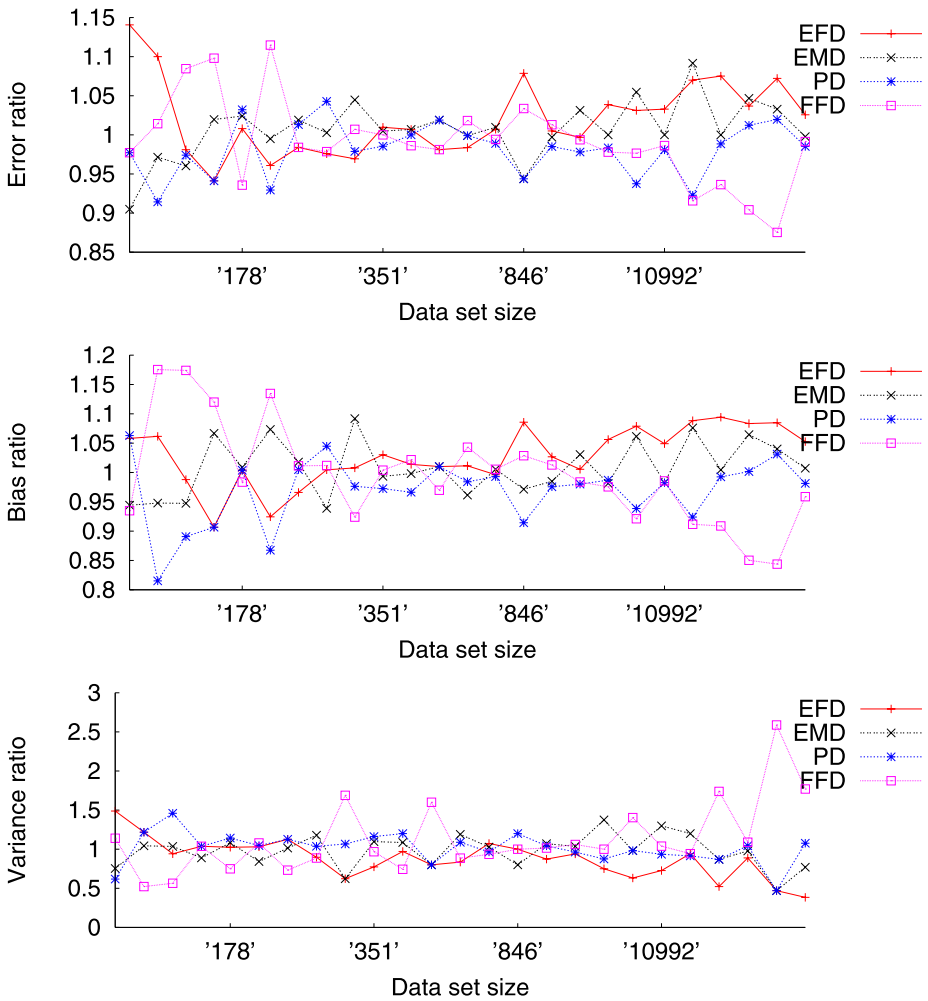 1.15
1.1
1.05
1
0.95
0.9
0.85
Error ratio
EFD
EMD
PD
FFD
'178' '351' '846' '10992'
Data set size
1.2
1.15
1.1
1.05
1
0.95
0.9
0.85
0.8
Bias ratio
EFD
EMD
PD
FFD
'178' '351' '846' '10992'
Data set size
3
2.5
2
1.5
1
0.5
0
Variance ratio
EFD
EMD
PD
FFD
'178' '351' '846' '10992'
Data set size